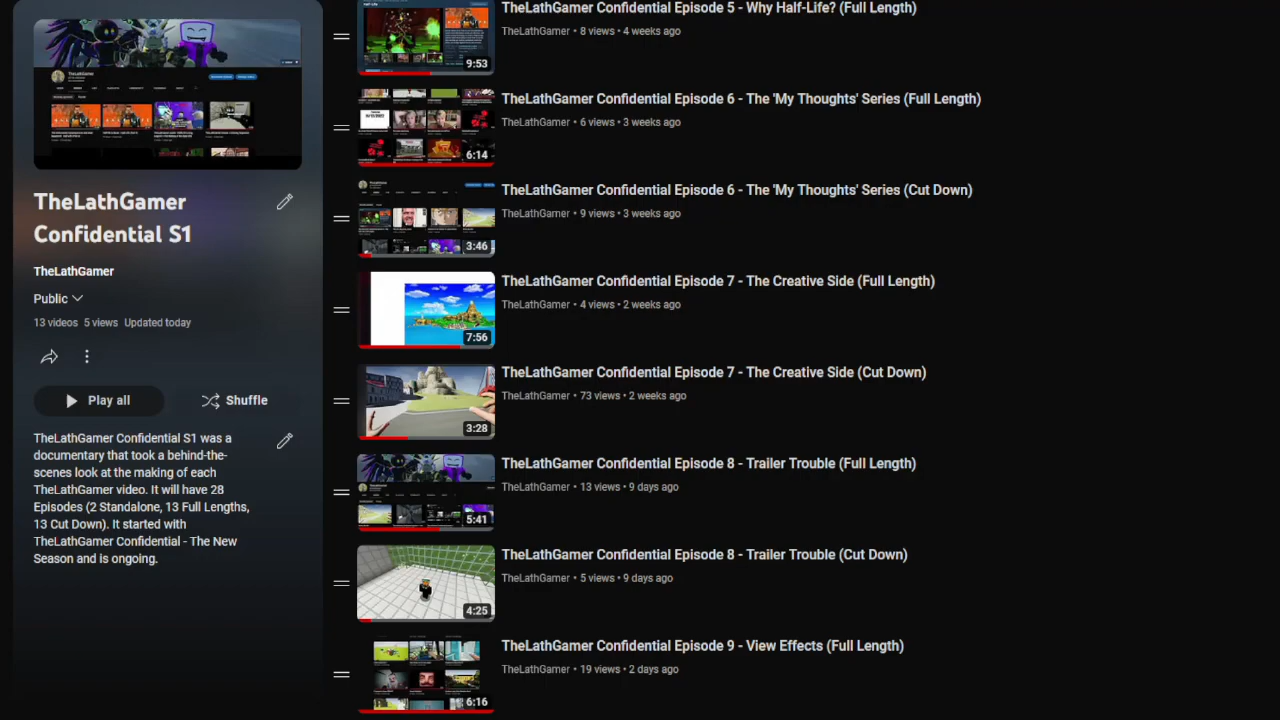 TheLathGamer
Confidential S1
TheLathGamer
Public
13 videos 5 views Updated today
Play all
Shuffle
TheLathGamer Confidential S1 was a
documentary that took a behind-the-
scenes look at the making of each
TheLathGamer video. It will have 28
Episodes (2 Standalone, 13 Full Lengths,
13 Cut Down). It started with
TheLathGamer Confidential - The New
Season and is ongoing.
TheLathGamer Confidential Episode 5 - Why Half-Life? (Full Length)
TheLathGamer • 8 views • 4 weeks ago
9:53
TheLathGamer Confidential Episode 6 - The 'My Thoughts' Series (Full Length)
TheLathGamer • 6 views • 3 weeks ago
6:14
TheLathGamer Confidential Episode 6 - The 'My Thoughts' Series (Cut Down)
TheLathGamer • 9 views • 3 weeks ago
3:46
TheLathGamer Confidential Episode 7 - The Creative Side (Full Length)
TheLathGamer • 4 views • 2 weeks ago
7:56
TheLathGamer Confidential Episode 7 - The Creative Side (Cut Down)
TheLathGamer • 73 views • 2 weeks ago
3:28
TheLathGamer Confidential Episode 8 - Trailer Trouble (Full Length)
TheLathGamer • 13 views • 9 days ago
5:41
TheLathGamer Confidential Episode 8 - Trailer Trouble (Cut Down)
TheLathGamer • 5 views • 9 days ago
4:25
TheLathGamer Confidential Episode 9 - View Effects (Full Length)
TheLathGamer • 19 views • 2 days ago
6:16